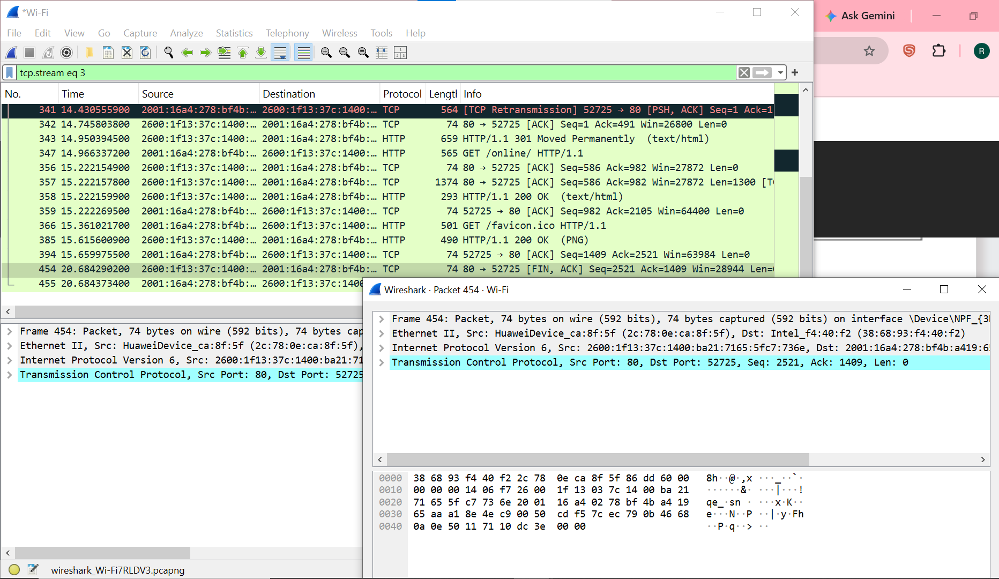 *Wi-Fi
Ask Gemini
File Edit View Go Capture Analyze Statistics Telephony Wireless Tools Help
R
tcp.stream eq 3
No. Time Source Destination Protocol Length Info
341 14.430555900 2001:16a4:278:bf4b:… 2600:1f13:37c:1400:… TCP 564 [TCP Retransmission] 52725 → 80 [PSH, ACK] Seq=1 Ack=1
342 14.745803800 2600:1f13:37c:1400:… 2001:16a4:278:bf4b:… TCP 74 80 → 52725 [ACK] Seq=1 Ack=491 Win=26800 Len=0
343 14.950394500 2600:1f13:37c:1400:… 2001:16a4:278:bf4b:… HTTP 659 HTTP/1.1 301 Moved Permanently (text/html)
347 14.966337200 2001:16a4:278:bf4b:… 2600:1f13:37c:1400:… HTTP 565 GET /online/ HTTP/1.1
356 15.222154900 2600:1f13:37c:1400:… 2001:16a4:278:bf4b:… TCP 74 80 → 52725 [ACK] Seq=586 Ack=982 Win=27872 Len=0
357 15.222157800 2600:1f13:37c:1400:… 2001:16a4:278:bf4b:… TCP 1374 80 → 52725 [ACK] Seq=586 Ack=982 Win=27872 Len=1300 [T
358 15.222159900 2600:1f13:37c:1400:… 2001:16a4:278:bf4b:… HTTP 293 HTTP/1.1 200 OK (text/html)
359 15.222269500 2001:16a4:278:bf4b:… 2600:1f13:37c:1400:… TCP 74 52725 → 80 [ACK] Seq=982 Ack=2105 Win=64400 Len=0
366 15.361021700 2001:16a4:278:bf4b:… 2600:1f13:37c:1400:… HTTP 501 GET /favicon.ico HTTP/1.1
385 15.615600900 2600:1f13:37c:1400:… 2001:16a4:278:bf4b:… HTTP 490 HTTP/1.1 200 OK (PNG)
394 15.659975500 2001:16a4:278:bf4b:… 2600:1f13:37c:1400:… TCP 74 52725 → 80 [ACK] Seq=1409 Ack=2521 Win=63984 Len=0
454 20.684290200 2600:1f13:37c:1400:… 2001:16a4:278:bf4b:… TCP 74 80 → 52725 [FIN, ACK] Seq=2521 Ack=1409 Win=28944 Len=
455 20.684373400 2001:16a4:278:bf4b:… 2600:1f13:37c:1400
Frame 454: Packet, 74 bytes on wire (592 bits), 74 bytes cap
Ethernet II, Src: HuaweiDevice_ca:8f:5f (2c:78:0e:ca:8f:5f),
Internet Protocol Version 6, Src: 2600:1f13:37c:1400:ba21:71
Transmission Control Protocol, Src Port: 80, Dst Port: 52725
wireshark_Wi-Fi7RLDV3.pcapng
Wireshark · Packet 454 · Wi-Fi
Frame 454: Packet, 74 bytes on wire (592 bits), 74 bytes captured (592 bits) on interface \Device\NPF_{3
Ethernet II, Src: HuaweiDevice_ca:8f:5f (2c:78:0e:ca:8f:5f), Dst: Intel_f4:40:f2 (38:68:93:f4:40:f2)
Internet Protocol Version 6, Src: 2600:1f13:37c:1400:ba21:7165:5fc7:736e, Dst: 2001:16a4:278:bf4b:a419:6
Transmission Control Protocol, Src Port: 80, Dst Port: 52725, Seq: 2521, Ack: 1409, Len: 0
0000 38 68 93 f4 40 f2 2c 78 0e ca 8f 5f 86 dd 60 00 8h··@·,x ···_··`·
0010 00 00 00 14 06 f7 26 00 1f 13 03 7c 14 00 ba 21 ······&· ···|···!
0020 71 65 5f c7 73 6e 20 01 16 a4 02 78 bf 4b a4 19 qe_·sn · ···x·K··
0030 65 aa a1 8e 4e c9 00 50 cd f5 7c ec 79 0b 46 68 e···N··P ··|·y·Fh
0040 0a 0e 50 11 71 10 dc 3e 00 00 ··P·q··> ··